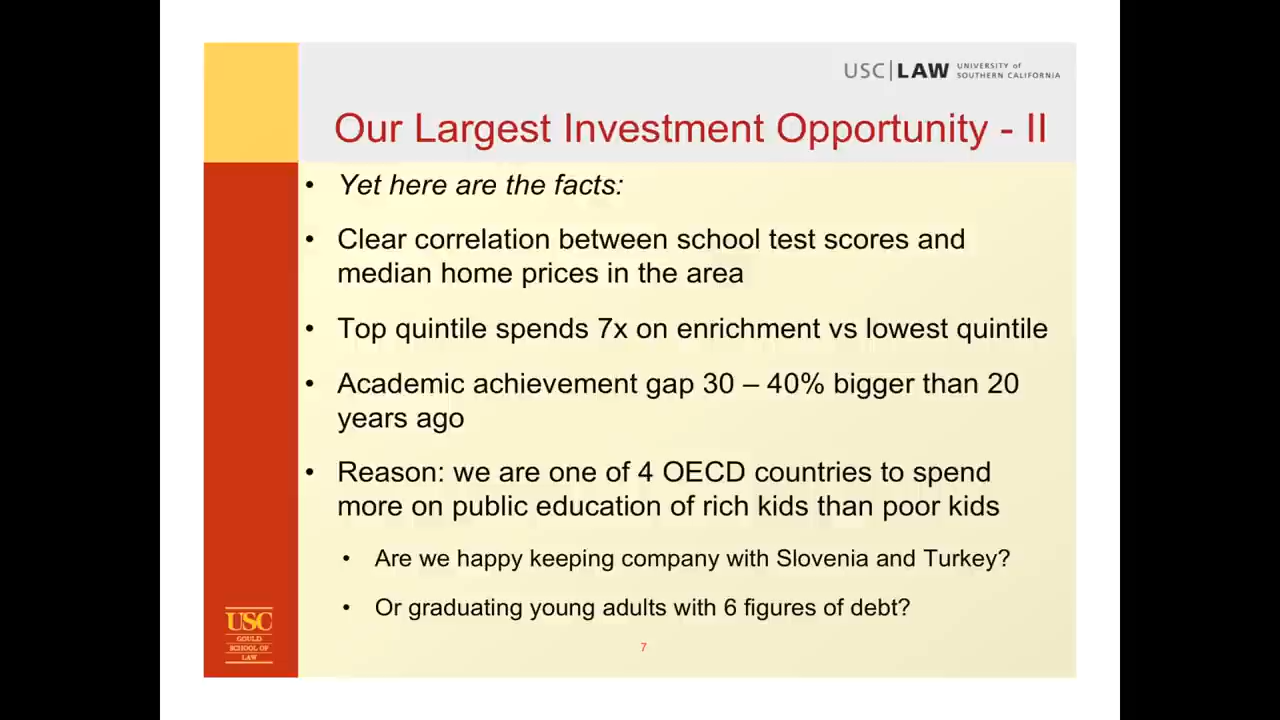 USC LAW UNIVERSITY of
SOUTHERN CALIFORNIA
Our Largest Investment Opportunity - II
• Yet here are the facts:
• Clear correlation between school test scores and
median home prices in the area
• Top quintile spends 7x on enrichment vs lowest quintile
• Academic achievement gap 30 – 40% bigger than 20
years ago
• Reason: we are one of 4 OECD countries to spend
more on public education of rich kids than poor kids
• Are we happy keeping company with Slovenia and Turkey?
• Or graduating young adults with 6 figures of debt?
USC
GOULD
SCHOOL OF
LAW
7